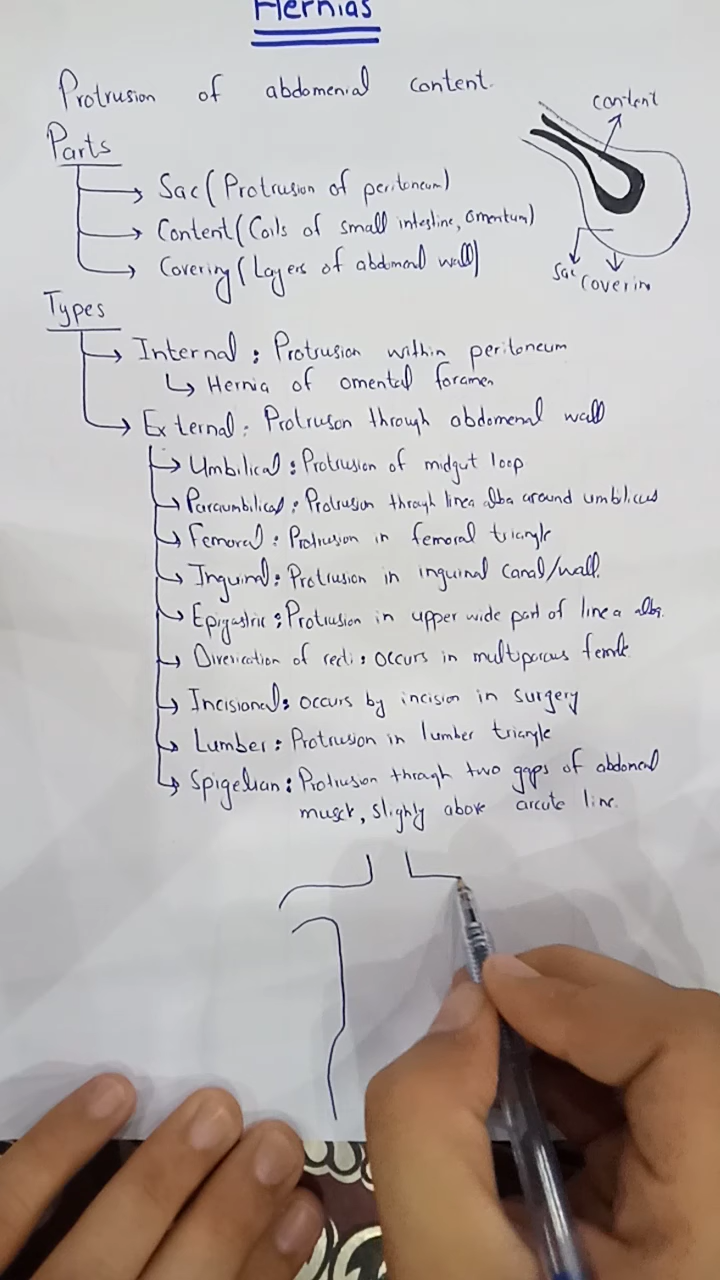 Hernias
Protrusion of abdomenial content.
content
Parts
Sac (Protrusion of peritoneum)
Content (Coils of small intestine, omentum)
Covering (Layers of abdomenal wall)
Sac
coverin
Types
Internal : Protrusion within peritoneum
Hernia of omental foramen
External : Protruson through abdomenal wall
Umbilical : Protrusion of midgut loop
Paraumbilical : Protrusion through linea alba around umbilicus
Femoral : Protrusion in femoral triangle
Inguinal : Protrusion in inguinal canal/wall.
Epigastric : Protrusion in upper wide part of linea alba.
Diverication of recti : occurs in multiparous female
Incisional : occurs by incision in surgery
Lumber : Protrusion in lumber triangle
Spigelian : Protrusion through two gaps of abdomenal
muscle, slighly above arcute line.